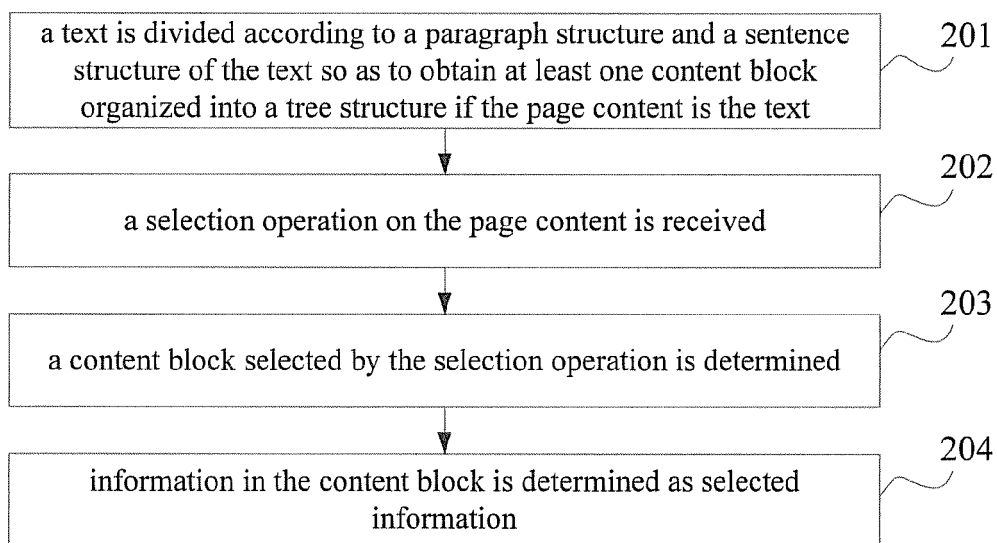 a text is divided according to a paragraph structure and a sentence
structure of the text so as to obtain at least one content block
organized into a tree structure if the page content is the text
201
a selection operation on the page content is received
202
a content block selected by the selection operation is determined
203
information in the content block is determined as selected
information
204